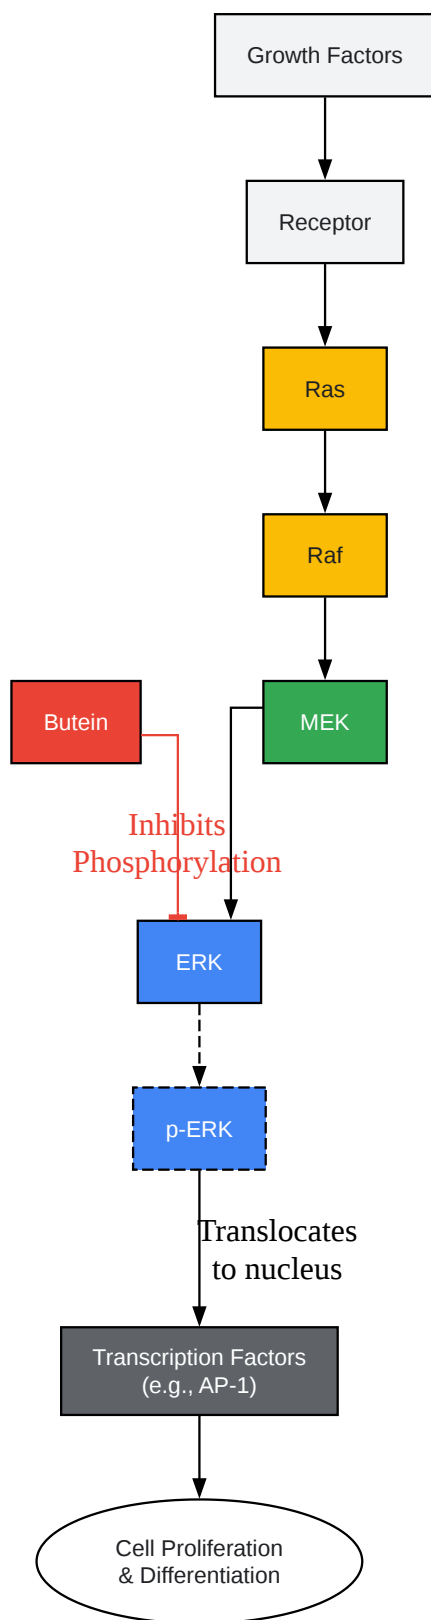 Growth Factors
Receptor
Ras
Raf
Butein
MEK
Inhibits
Phosphorylation
ERK
p-ERK
Translocates
to nucleus
Transcription Factors
(e.g., AP-1)
Cell Proliferation
& Differentiation